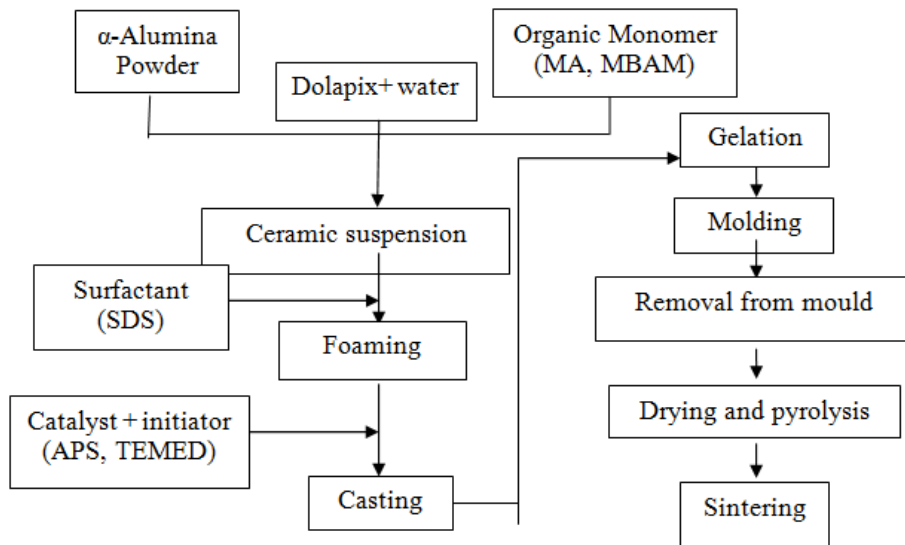 α-Alumina
Powder
Dolapix+ water
Organic Monomer
(MA, MBAM)
Ceramic suspension
Surfactant
(SDS)
Foaming
Catalyst + initiator
(APS, TEMED)
Casting
Gelation
Molding
Removal from mould
Drying and pyrolysis
Sintering